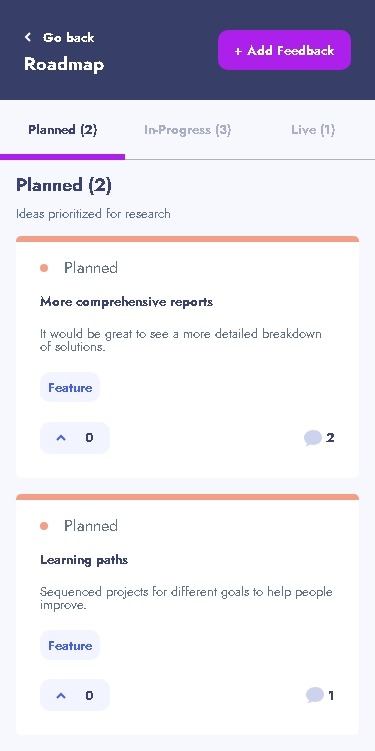 Go back
Roadmap
+ Add Feedback
Planned (2)
In-Progress (3)
Live (1)
Planned (2)
Ideas prioritized for research
Planned
More comprehensive reports
It would be great to see a more detailed breakdown
of solutions.
Feature
0
2
Planned
Learning paths
Sequenced projects for different goals to help people
improve.
Feature
0
1